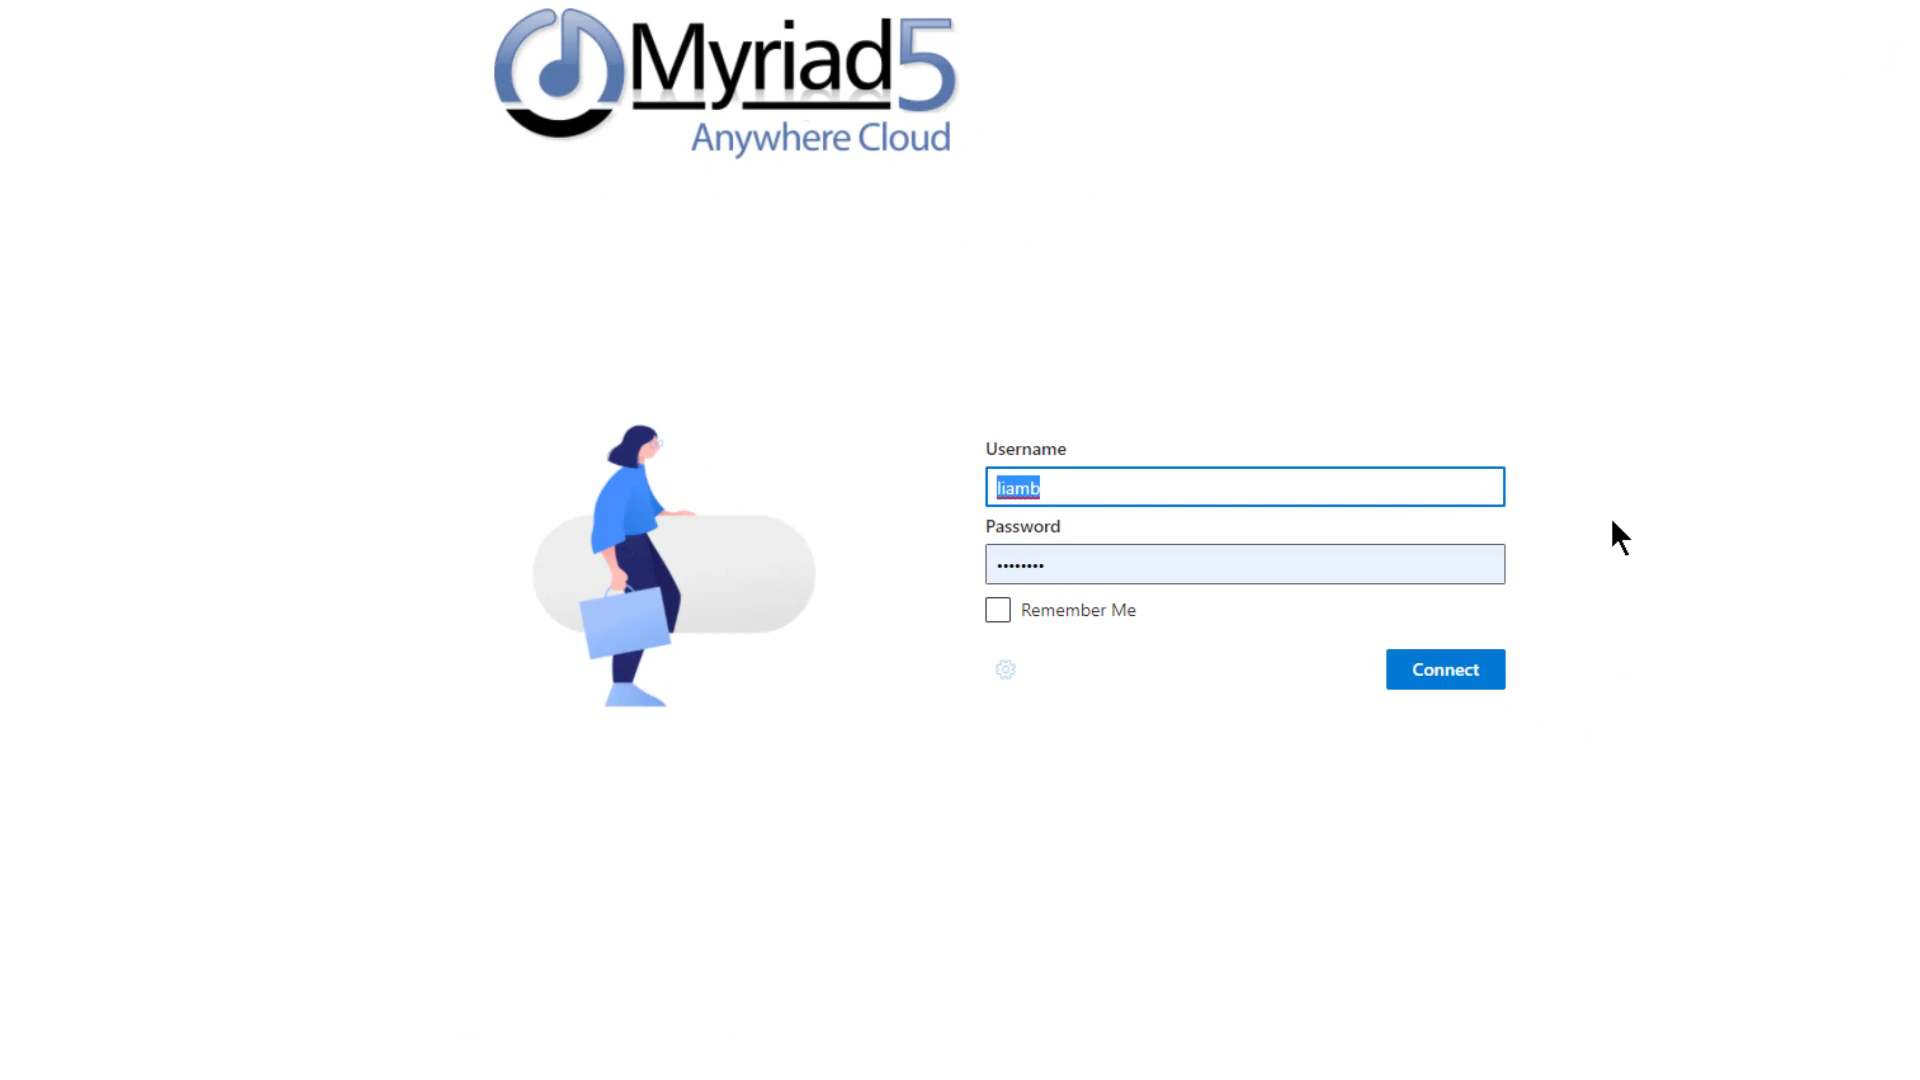 Myriad5
Anywhere Cloud
Username
liamb
Password
••••••••
Remember Me
Connect